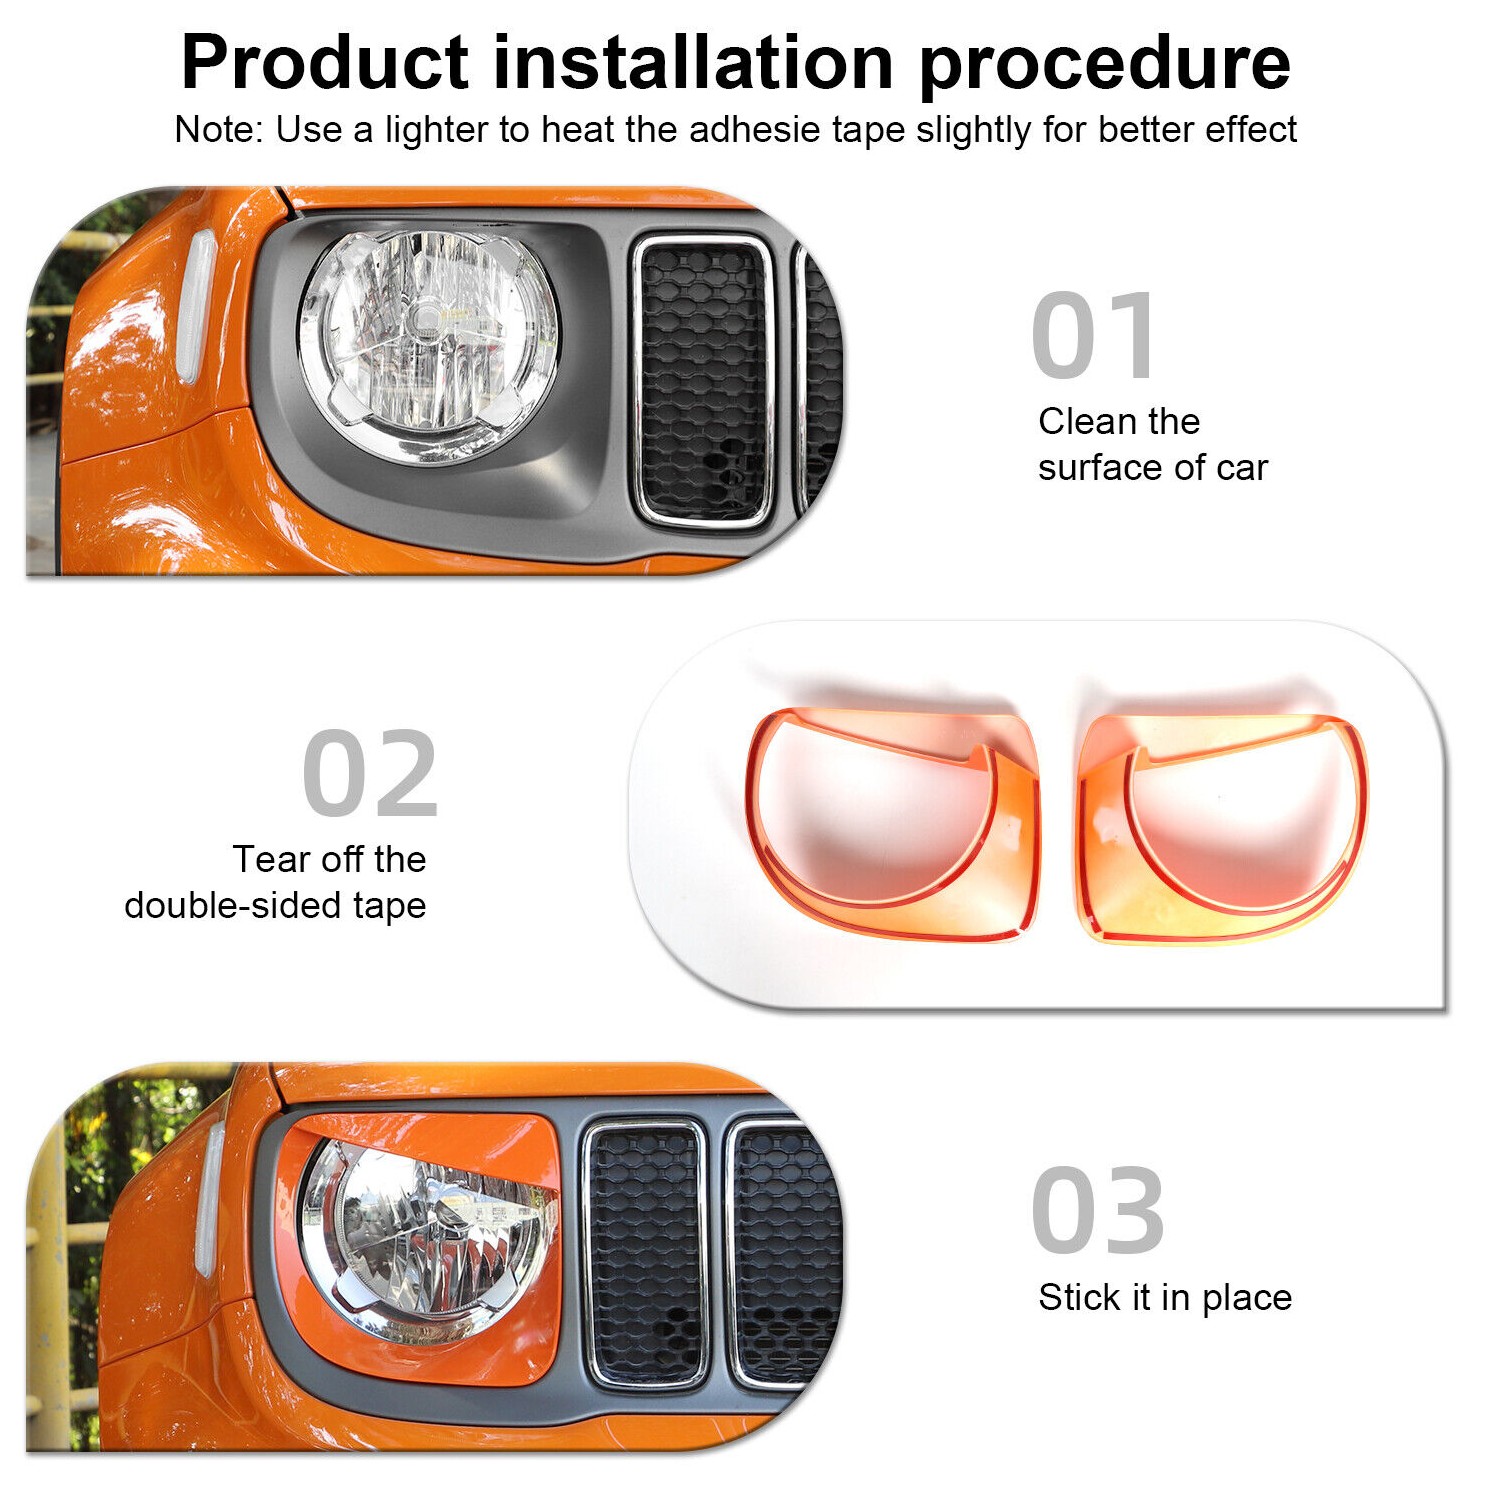 Product installation procedure
Note: Use a lighter to heat the adhesie tape slightly for better effect
01
Clean the
surface of car
02
Tear off the
double-sided tape
03
Stick it in place